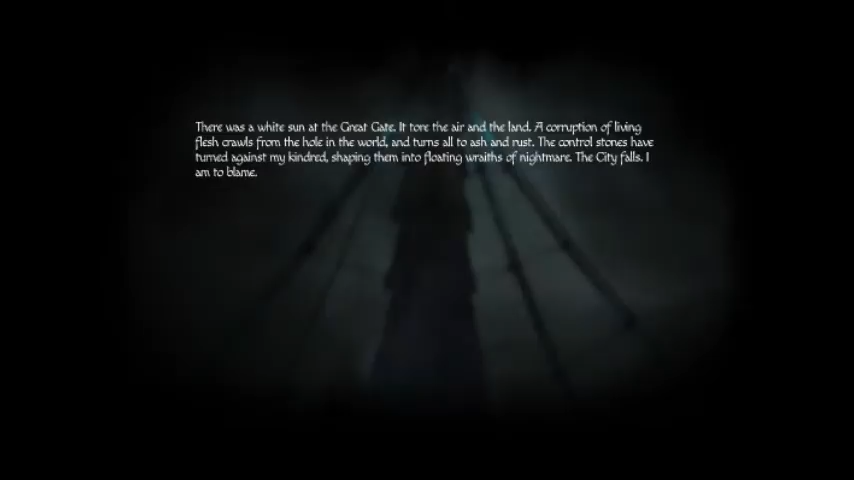 There was a white sun at the Great Gate. It tore the air and the land. A corruption of living
flesh crawls from the hole in the world, and turns all to ash and rust. The control stones have
turned against my kindred, shaping them into floating wraiths of nightmare. The City falls. I
am to blame.